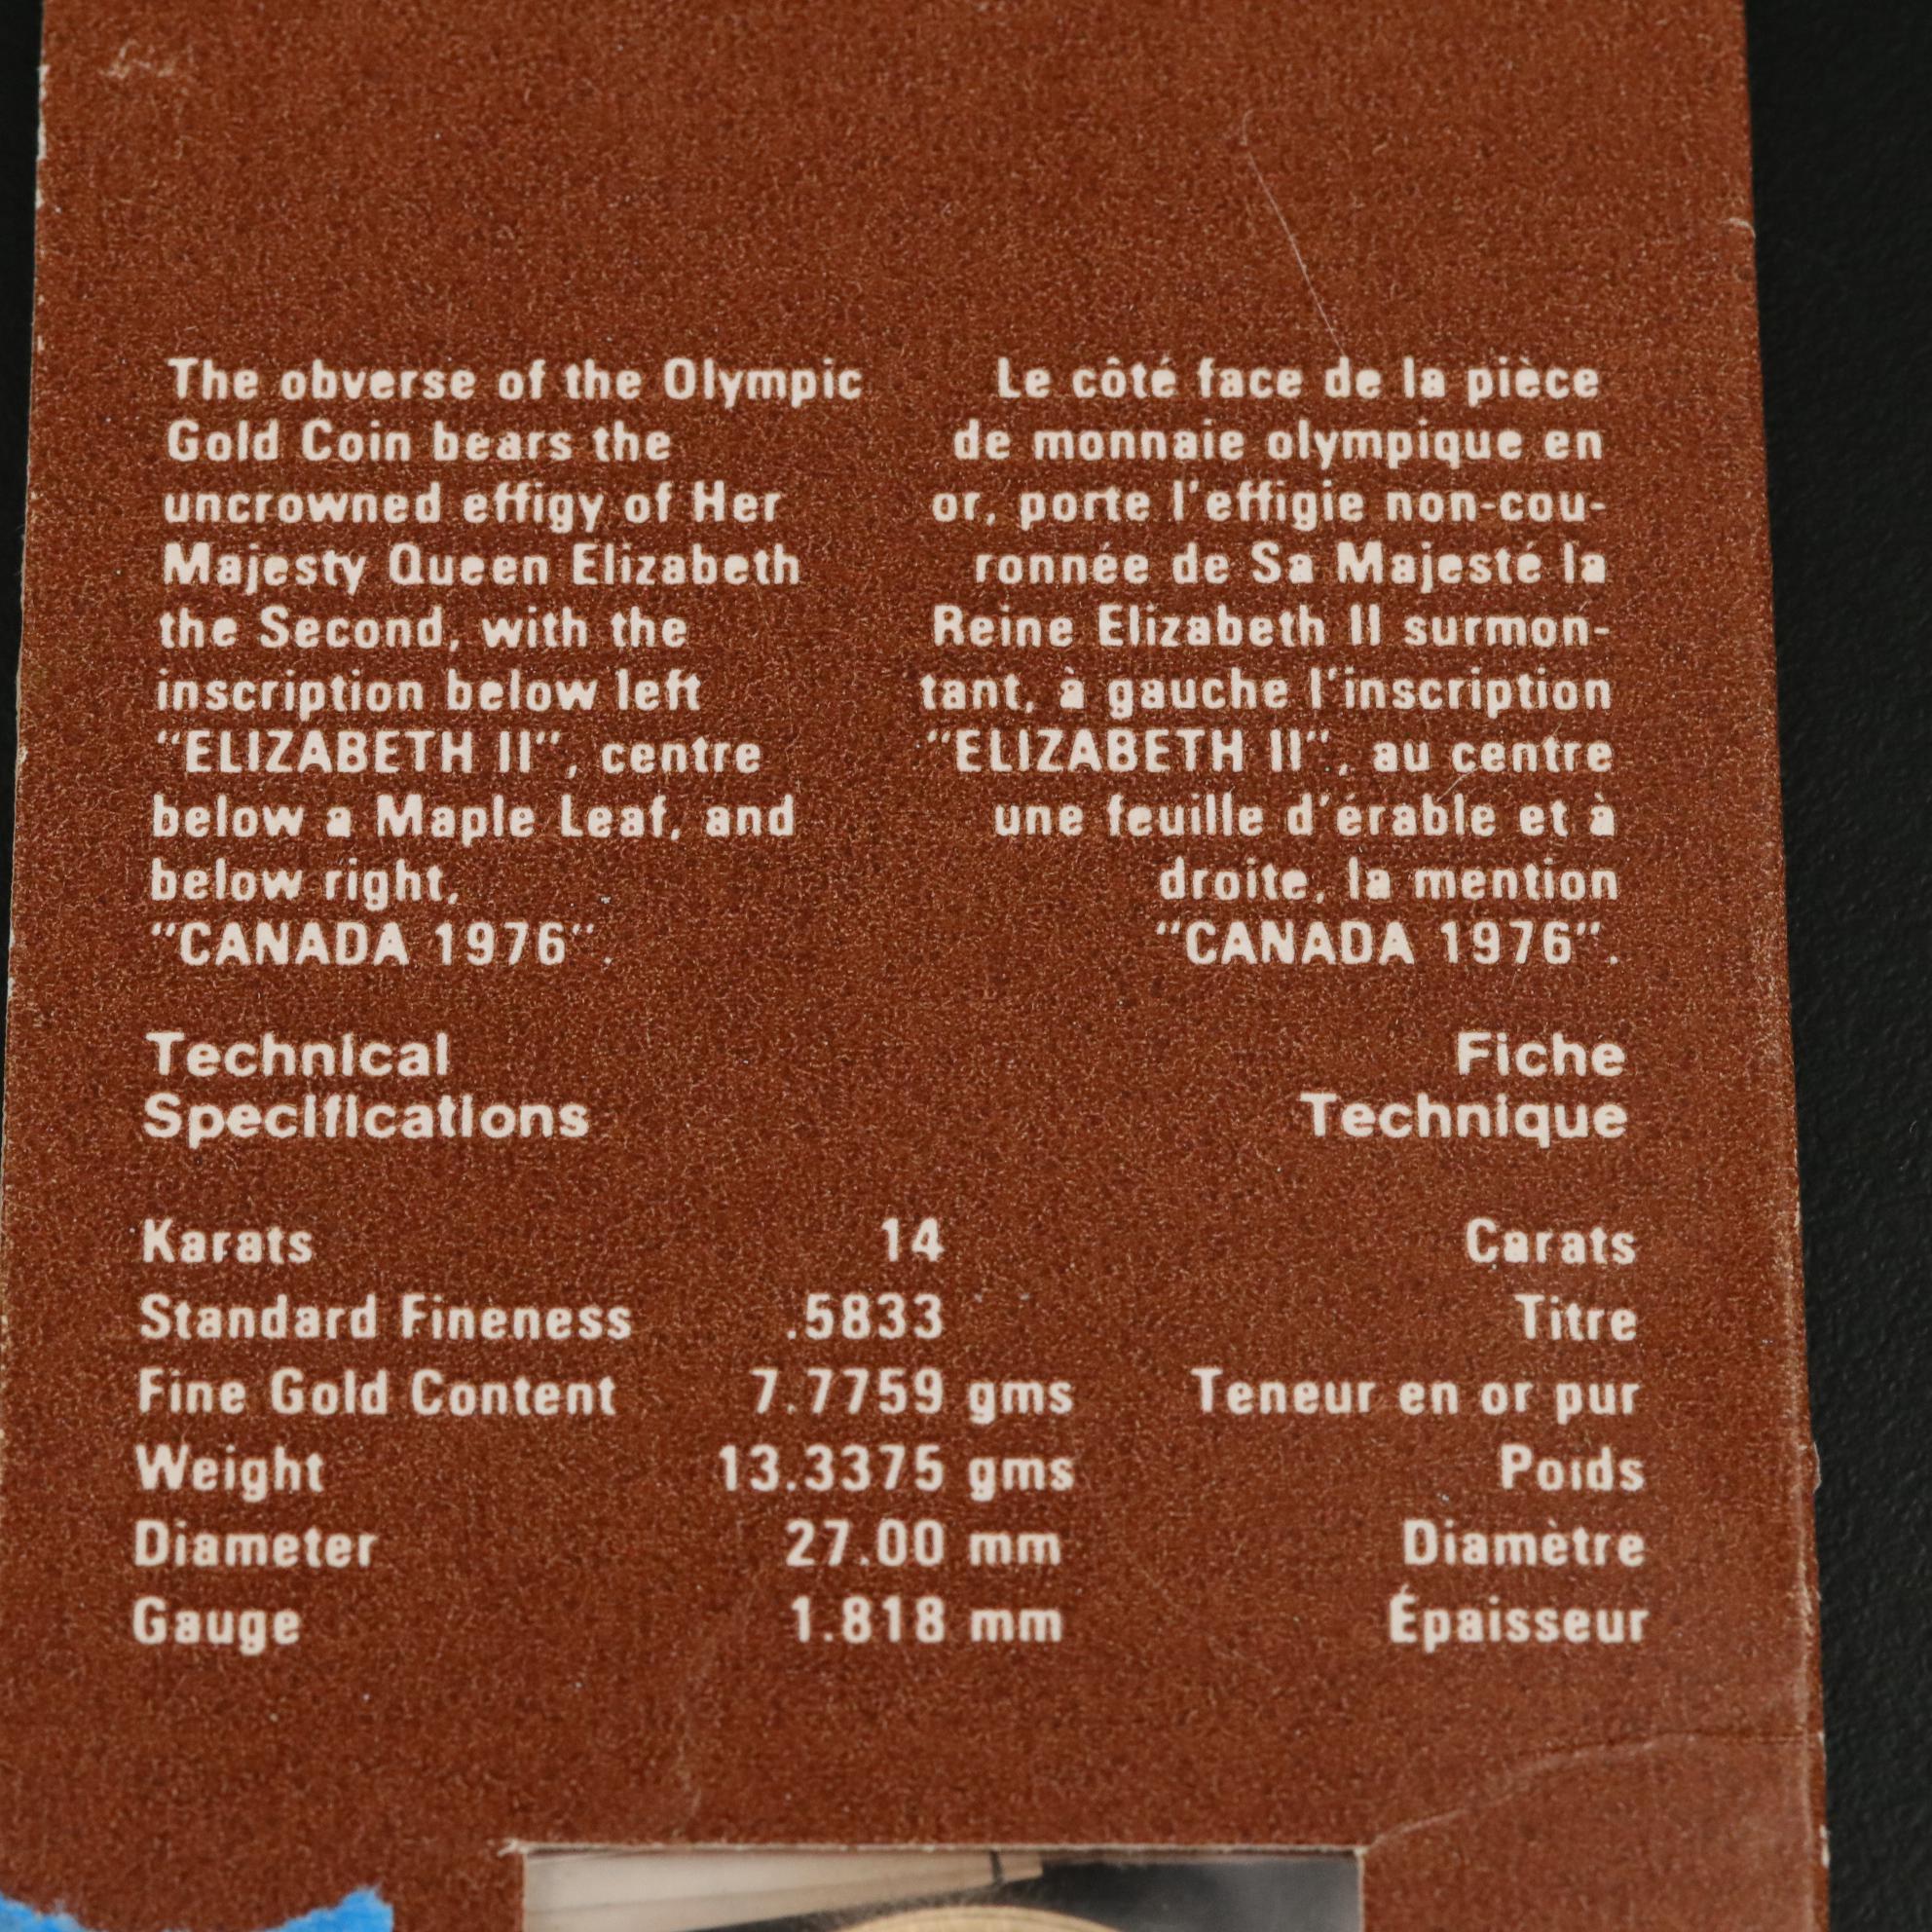 The obverse of the Olympic
Gold Coin bears the
uncrowned effigy of Her
Majesty Queen Elizabeth
the Second, with the
inscription below left
"ELIZABETH II", centre
below a Maple Leaf, and
below right,
"CANADA 1976".
Le côté face de la pièce
de monnaie olympique en
or, porte l'effigie non-cou-
ronnée de Sa Majesté la
Reine Elizabeth II surmon-
tant, à gauche l'inscription
"ELIZABETH II", au centre
une feuille d'érable et à
droite, la mention
"CANADA 1976".
Technical
Specifications
Fiche
Technique
Karats 14 Carats
Standard Fineness .5833 Titre
Fine Gold Content 7.7759 gms Teneur en or pur
Weight 13.3375 gms Poids
Diameter 27.00 mm Diamètre
Gauge 1.818 mm Épaisseur